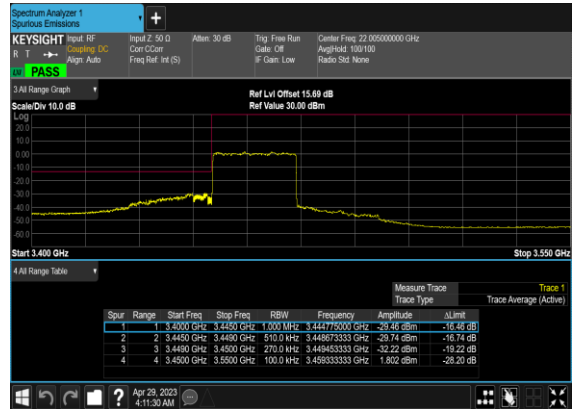 Spectrum Analyzer 1
Spurious Emissions
+
KEYSIGHT Input: RF Input Z: 50 Ω Atten: 30 dB Trig: Free Run Center Freq: 22.005000000 GHz
R T Coupling: DC Corr CCorr Gate: Off Avg|Hold: 100/100
Align: Auto Freq Ref: Int (S) IF Gain: Low Radio Std: None
PASS
3 All Range Graph
Ref Lvl Offset 15.69 dB
Scale/Div 10.0 dB Ref Value 30.00 dBm
Log
20.0
10.0
0.00
-10.0
-20.0
-30.0
-40.0
-50.0
-60.0
Start 3.400 GHz Stop 3.550 GHz
4 All Range Table
Measure Trace Trace 1
Trace Type Trace Average (Active)
Spur Range Start Freq Stop Freq RBW Frequency Amplitude ΔLimit
1 1 3.4000 GHz 3.4450 GHz 1.000 MHz 3.444775000 GHz -29.46 dBm -16.46 dB
2 2 3.4450 GHz 3.4490 GHz 510.0 kHz 3.448673333 GHz -29.74 dBm -16.74 dB
3 3 3.4490 GHz 3.4500 GHz 270.0 kHz 3.449453333 GHz -32.22 dBm -19.22 dB
4 4 3.4500 GHz 3.5500 GHz 100.0 kHz 3.459333333 GHz 1.802 dBm -28.20 dB
? Apr 29, 2023
4:11:30 AM